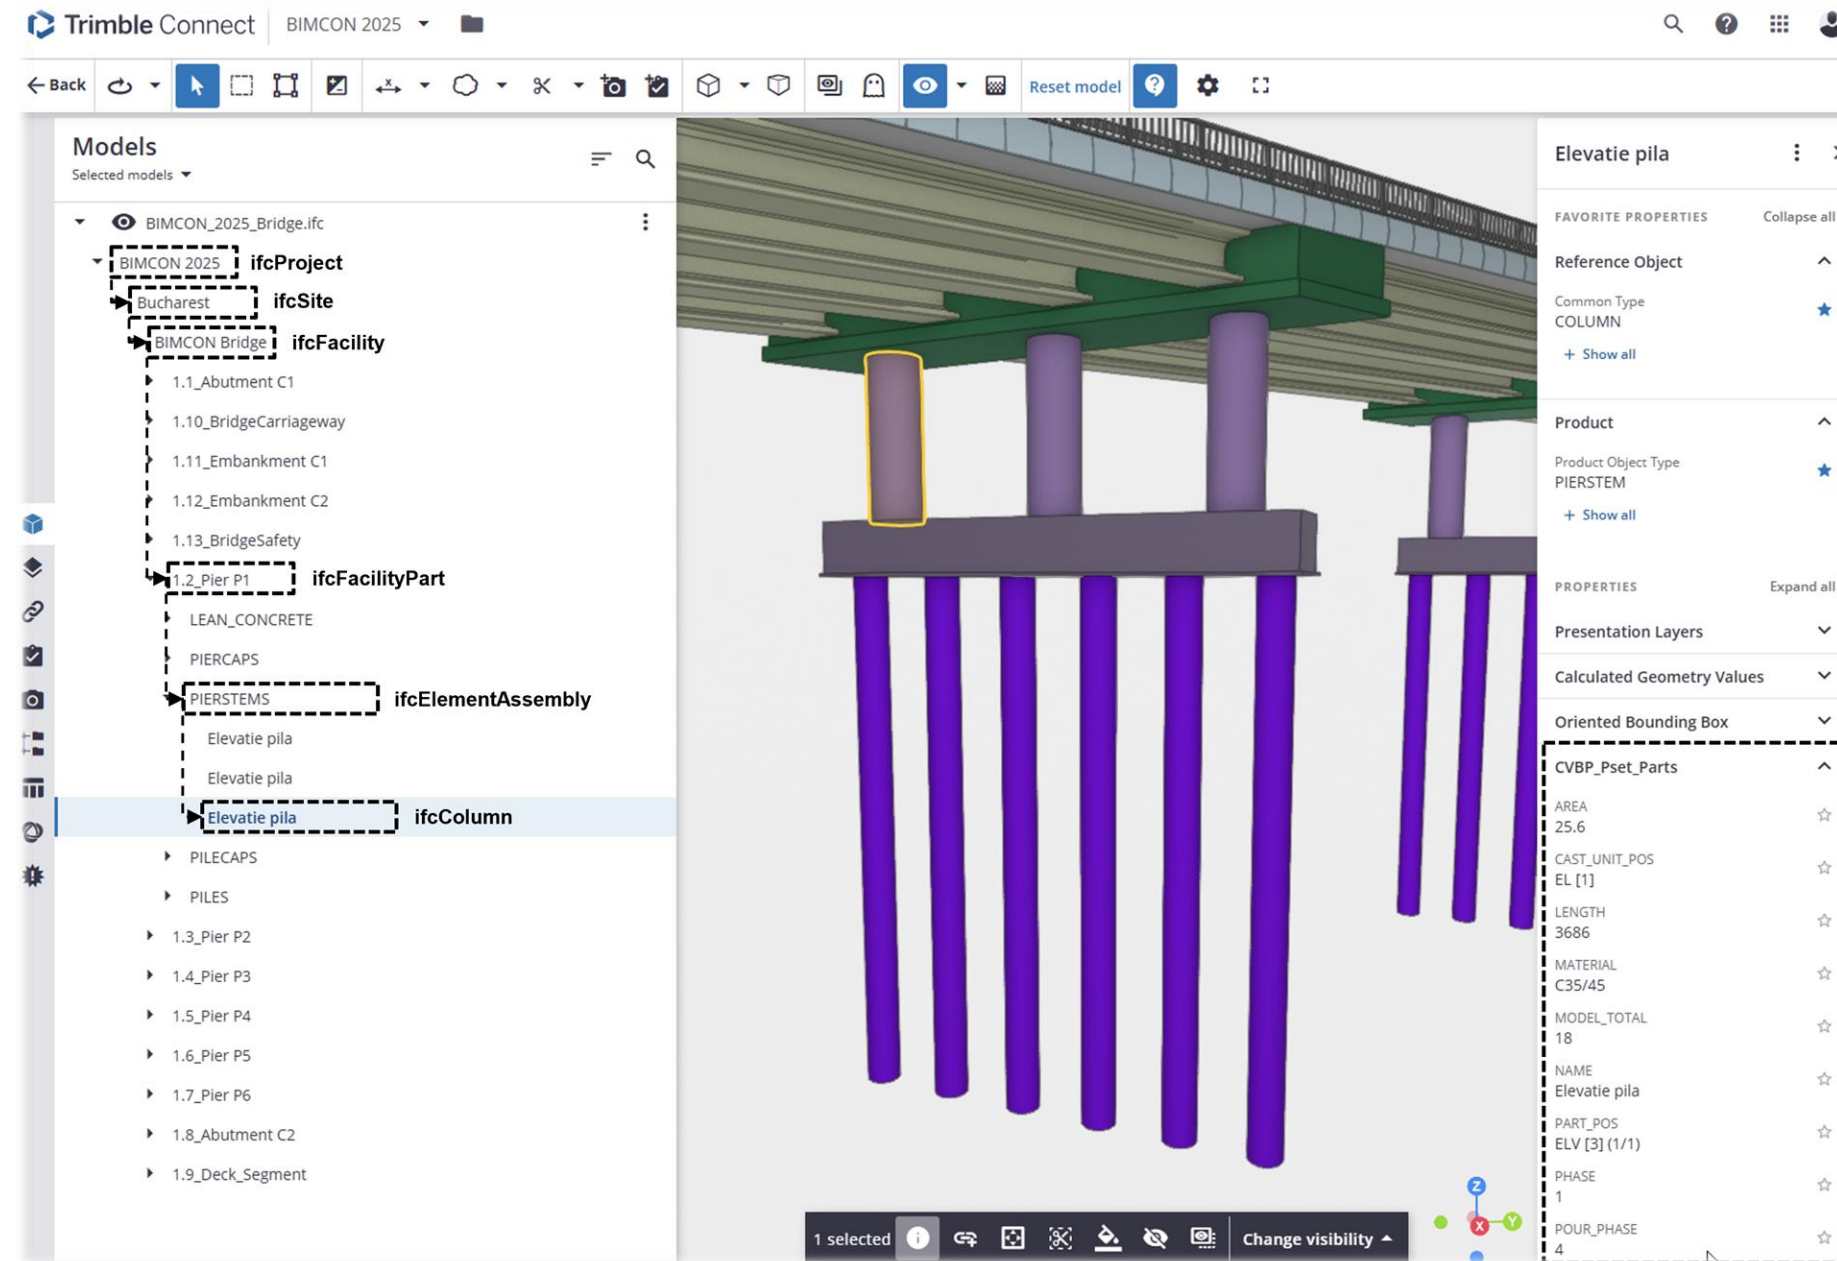 Trimble Connect
BIMCON 2025
Back
Reset model
Models
Selected models
BIMCON_2025_Bridge.ifc
BIMCON 2025 ifcProject
Bucharest ifcSite
BIMCON Bridge ifcFacility
1.1_Abutment C1
1.10_BridgeCarriageway
1.11_Embankment C1
1.12_Embankment C2
1.13_BridgeSafety
1.2_Pier P1 ifcFacilityPart
LEAN_CONCRETE
PIERCAPS
PIERSTEMS ifcElementAssembly
Elevatie pila
Elevatie pila
Elevatie pila ifcColumn
PILECAPS
PILES
1.3_Pier P2
1.4_Pier P3
1.5_Pier P4
1.6_Pier P5
1.7_Pier P6
1.8_Abutment C2
1.9_Deck_Segment
Z
X
Y
1 selected
Change visibility
Elevatie pila
FAVORITE PROPERTIES Collapse all
Reference Object
Common Type
COLUMN
+ Show all
Product
Product Object Type
PIERSTEM
+ Show all
PROPERTIES Expand all
Presentation Layers
Calculated Geometry Values
Oriented Bounding Box
CVBP_Pset_Parts
AREA
25.6
CAST_UNIT_POS
EL [1]
LENGTH
3686
MATERIAL
C35/45
MODEL_TOTAL
18
NAME
Elevatie pila
PART_POS
ELV [3] (1/1)
PHASE
1
POUR_PHASE
4